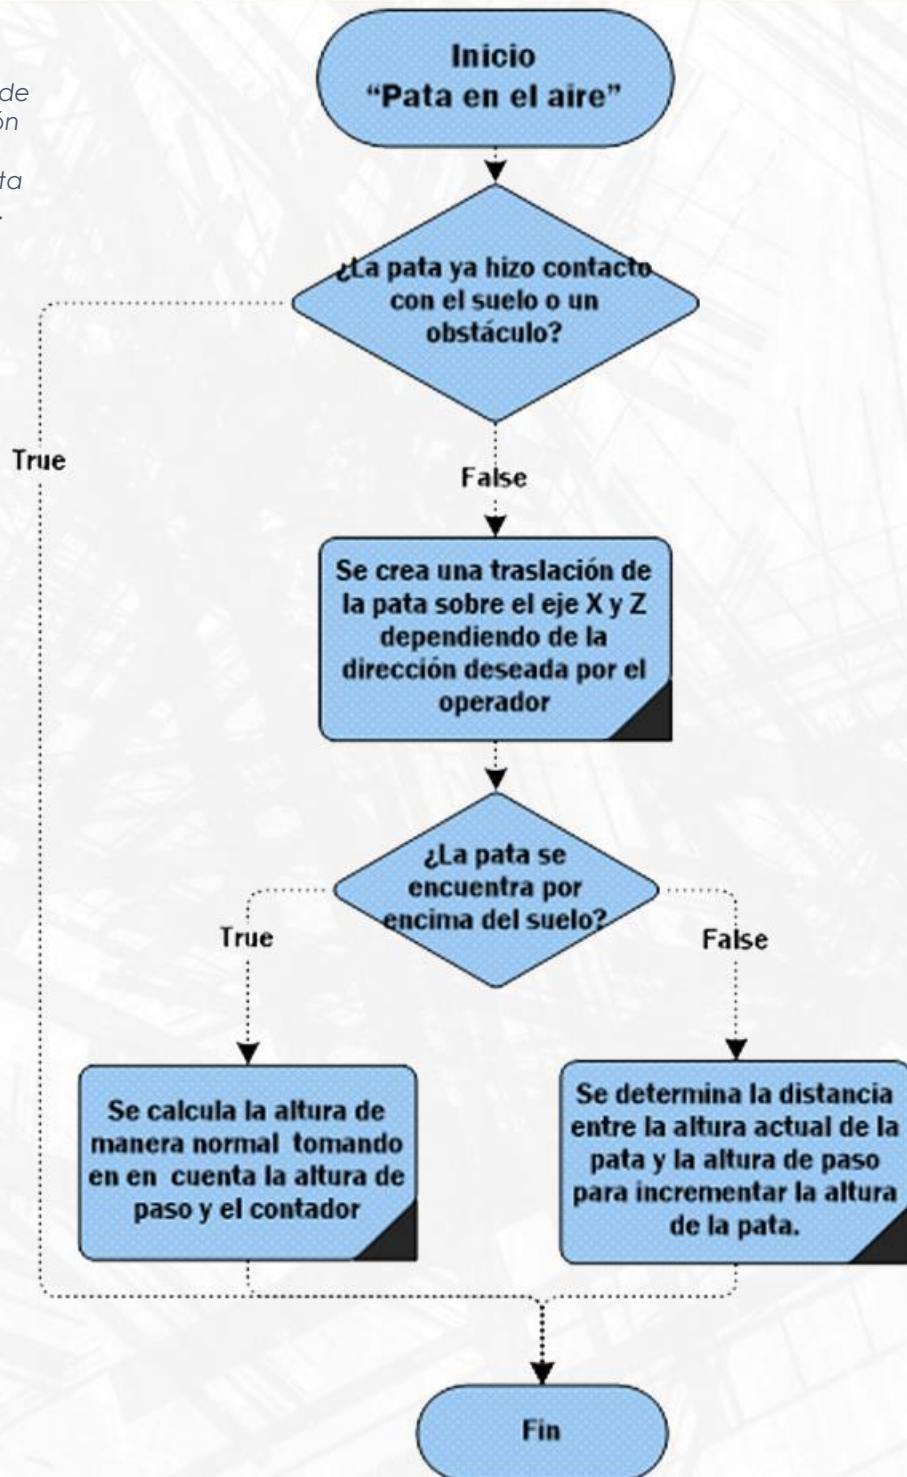 de
Inicio
“Pata en el aire”
¿La pata ya hizo contacto
con el suelo o un
obstáculo?
True
False
Se crea una traslación de
la pata sobre el eje X y Z
dependiendo de la
dirección deseada por el
operador
¿La pata se
encuentra por
encima del suelo?
True
False
Se calcula la altura de
manera normal tomando
en en cuenta la altura de
paso y el contador
Se determina la distancia
entre la altura actual de la
pata y la altura de paso
para incrementar la altura
de la pata.
Fin